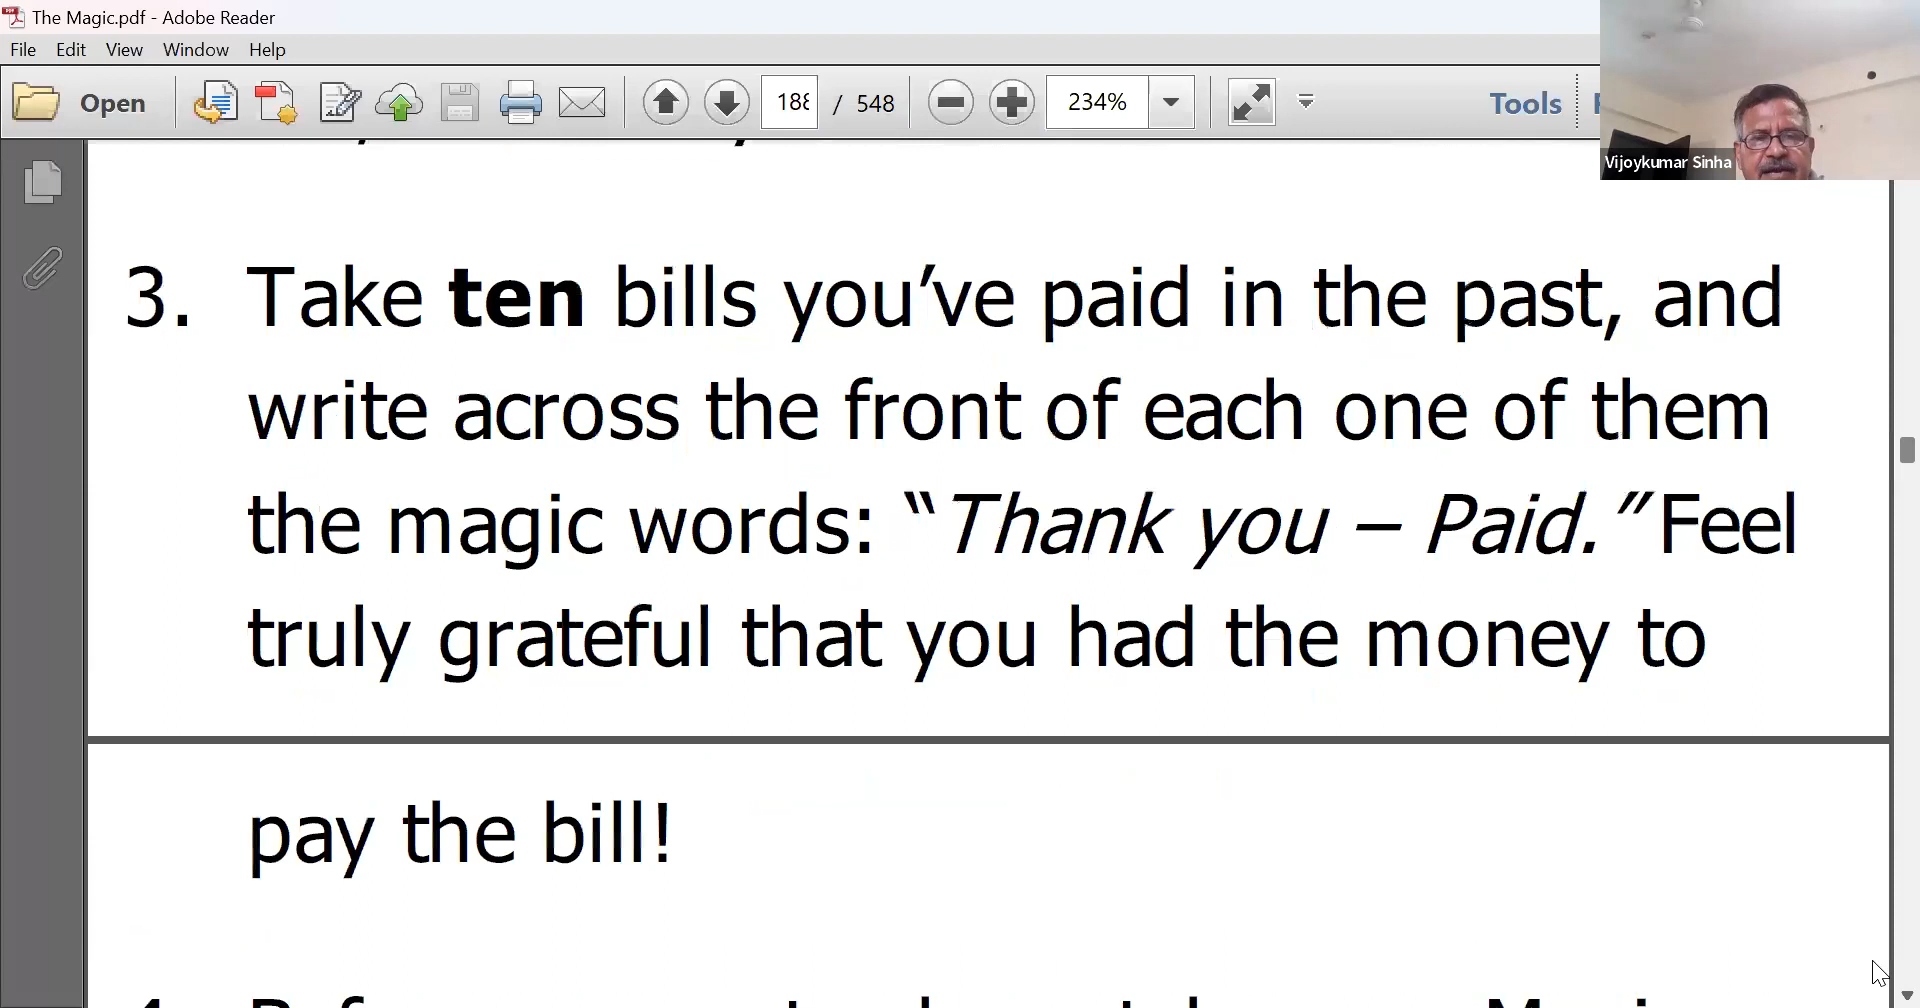 The Magic.pdf - Adobe Reader
File Edit View Window Help
Open 188 / 548 234% Tools
Vijoykumar Sinha
3. Take ten bills you’ve paid in the past, and
write across the front of each one of them
the magic words: “Thank you – Paid.” Feel
truly grateful that you had the money to
pay the bill!